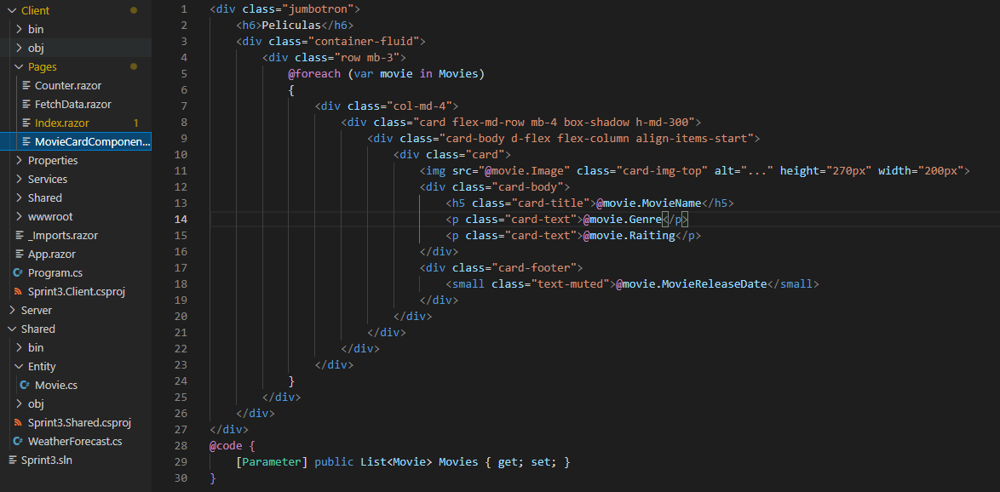 Client
bin
obj
Pages
Counter.razor
FetchData.razor
Index.razor 1
MovieCardComponen...
Properties
Services
Shared
wwwroot
_Imports.razor
App.razor
Program.cs
Sprint3.Client.csproj
Server
Shared
bin
Entity
Movie.cs
obj
Sprint3.Shared.csproj
WeatherForecast.cs
Sprint3.sln
1 <div class="jumbotron">
2 <h6>Peliculas</h6>
3 <div class="container-fluid">
4 <div class="row mb-3">
5 @foreach (var movie in Movies)
6 {
7 <div class="col-md-4">
8 <div class="card flex-md-row mb-4 box-shadow h-md-300">
9 <div class="card-body d-flex flex-column align-items-start">
10 <div class="card">
11 <img src="@movie.Image" class="card-img-top" alt="..." height="270px" width="200px">
12 <div class="card-body">
13 <h5 class="card-title">@movie.MovieName</h5>
14 <p class="card-text">@movie.Genre</p>
15 <p class="card-text">@movie.Raiting</p>
16 </div>
17 <div class="card-footer">
18 <small class="text-muted">@movie.MovieReleaseDate</small>
19 </div>
20 </div>
21 </div>
22 </div>
23 </div>
24 }
25 </div>
26 </div>
27 </div>
28 @code {
29 [Parameter] public List<Movie> Movies { get; set; }
30 }